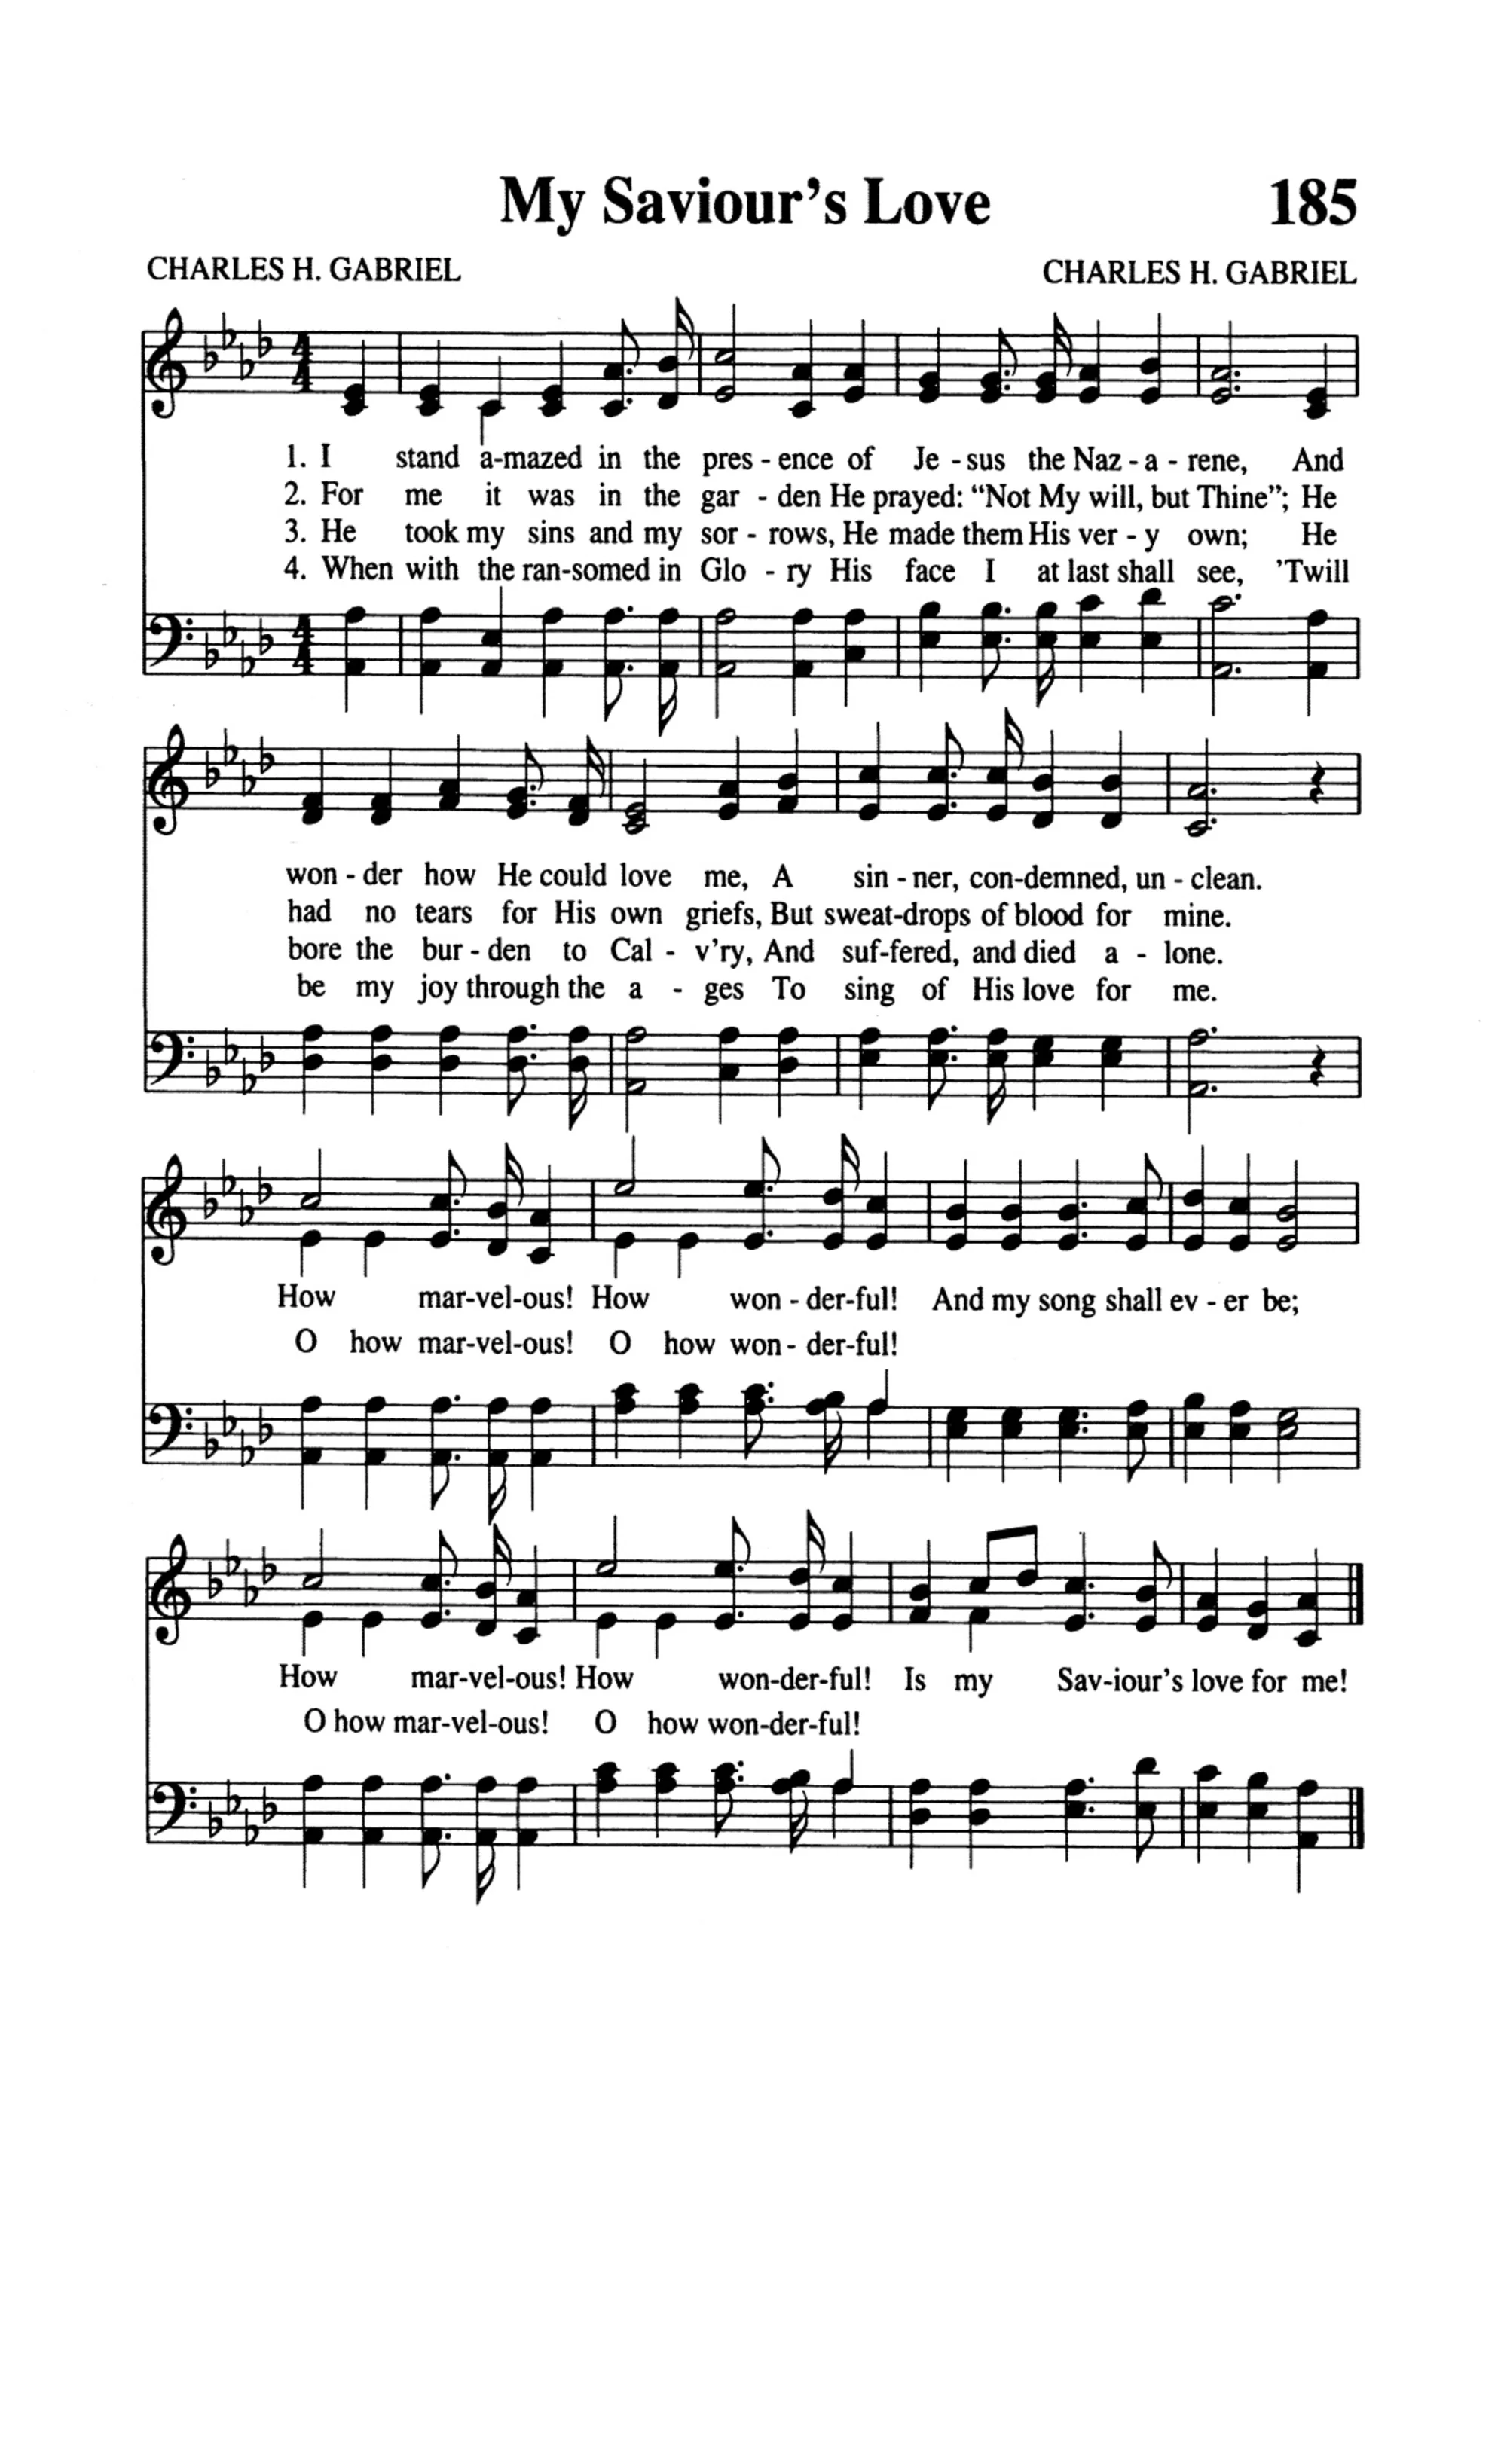 My Saviour’s Love 185
CHARLES H. GABRIEL CHARLES H. GABRIEL
4 4
1. I stand a-mazed in the pres - ence of Je - sus the Naz - a - rene, And
2. For me it was in the gar - den He prayed: “Not My will, but Thine”; He
3. He took my sins and my sor - rows, He made them His ver - y own; He
4. When with the ran-somed in Glo - ry His face I at last shall see, ’Twill
4 4
won - der how He could love me, A sin - ner, con-demned, un - clean.
had no tears for His own griefs, But sweat-drops of blood for mine.
bore the bur - den to Cal - v’ry, And suf-fered, and died a - lone.
be my joy through the a - ges To sing of His love for me.
How mar-vel-ous! How won - der-ful! And my song shall ev - er be;
O how mar-vel-ous! O how won - der-ful!
How mar-vel-ous! How won-der-ful! Is my Sav-iour’s love for me!
O how mar-vel-ous! O how won-der-ful!